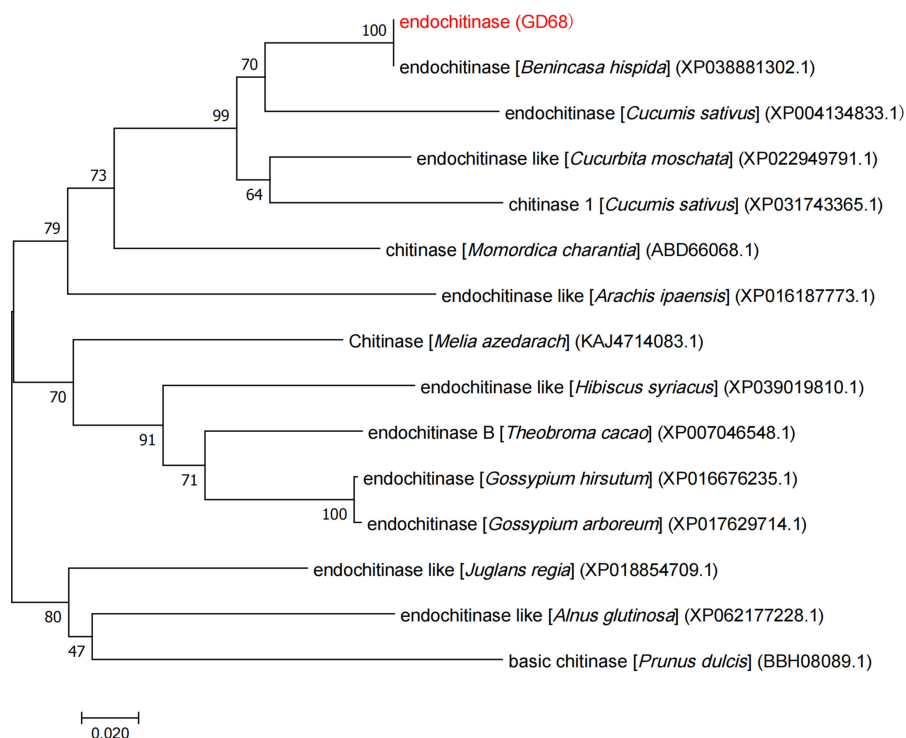 endochitinase (GD68)
100
endochitinase [Benincasa hispida] (XP038881302.1)
70
endochitinase [Cucumis sativus] (XP004134833.1)
99
endochitinase like [Cucurbita moschata] (XP022949791.1)
73
64
chitinase 1 [Cucumis sativus] (XP031743365.1)
79
chitinase [Momordica charantia] (ABD66068.1)
endochitinase like [Arachis ipaensis] (XP016187773.1)
Chitinase [Melia azedarach] (KAJ4714083.1)
70
endochitinase like [Hibiscus syriacus] (XP039019810.1)
91
endochitinase B [Theobroma cacao] (XP007046548.1)
71
endochitinase [Gossypium hirsutum] (XP016676235.1)
100
endochitinase [Gossypium arboreum] (XP017629714.1)
endochitinase like [Juglans regia] (XP018854709.1)
80
endochitinase like [Alnus glutinosa] (XP062177228.1)
47
basic chitinase [Prunus dulcis] (BBH08089.1)
0.020